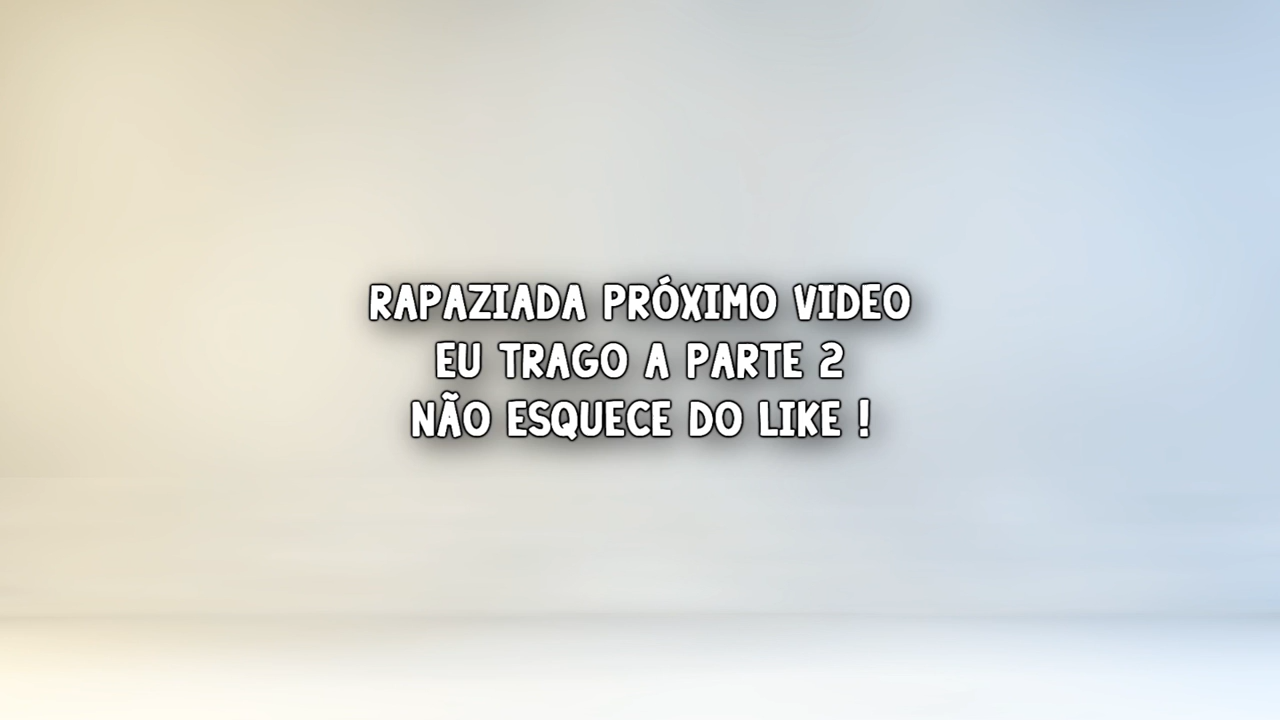 RAPAZIADA PRÓXIMO VIDEO
EU TRAGO A PARTE 2
NÃO ESQUECE DO LIKE !